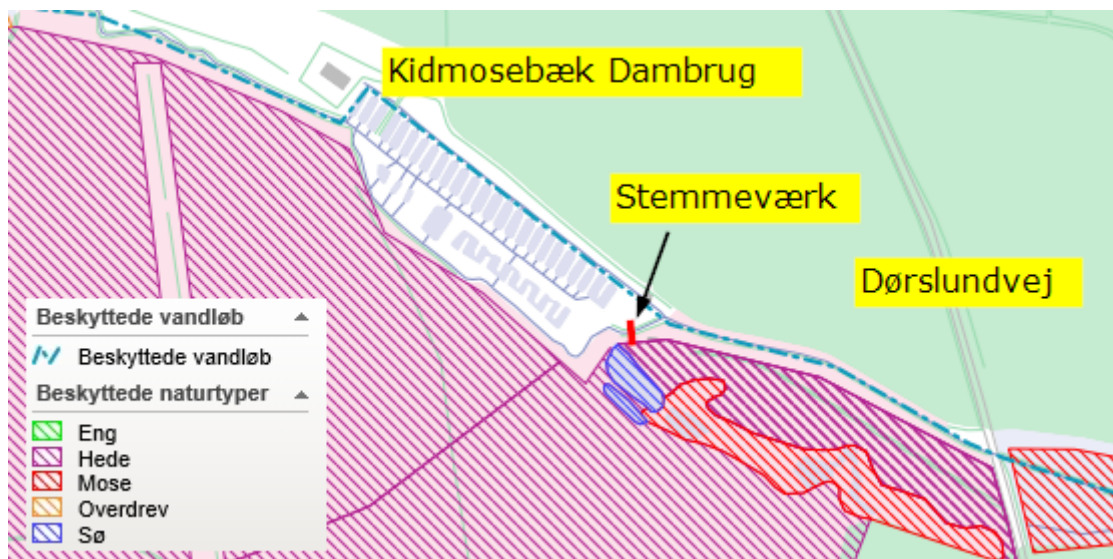 Kidmosebæk Dambrug
Stemmeværk
Dørslundvej
Beskyttede vandløb
Beskyttede vandløb
Beskyttede naturtyper
Eng
Hede
Mose
Overdrev
Sø